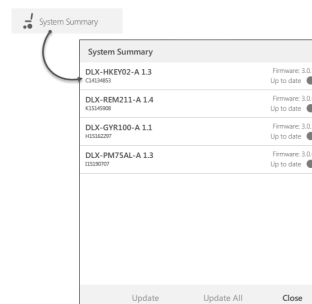 System Summary
System Summary
DLX-HKEY02-A 1.3
Firmware: 3.0.
C14134853
Up to date
DLX-REM211-A 1.4
Firmware: 3.0.
K15145908
Up to date
DLX-GYR100-A 1.1
Firmware: 3.0.
H15162297
Up to date
DLX-PM75AL-A 1.3
Firmware: 3.0.
I15190707
Up to date
Update
Update All
Close